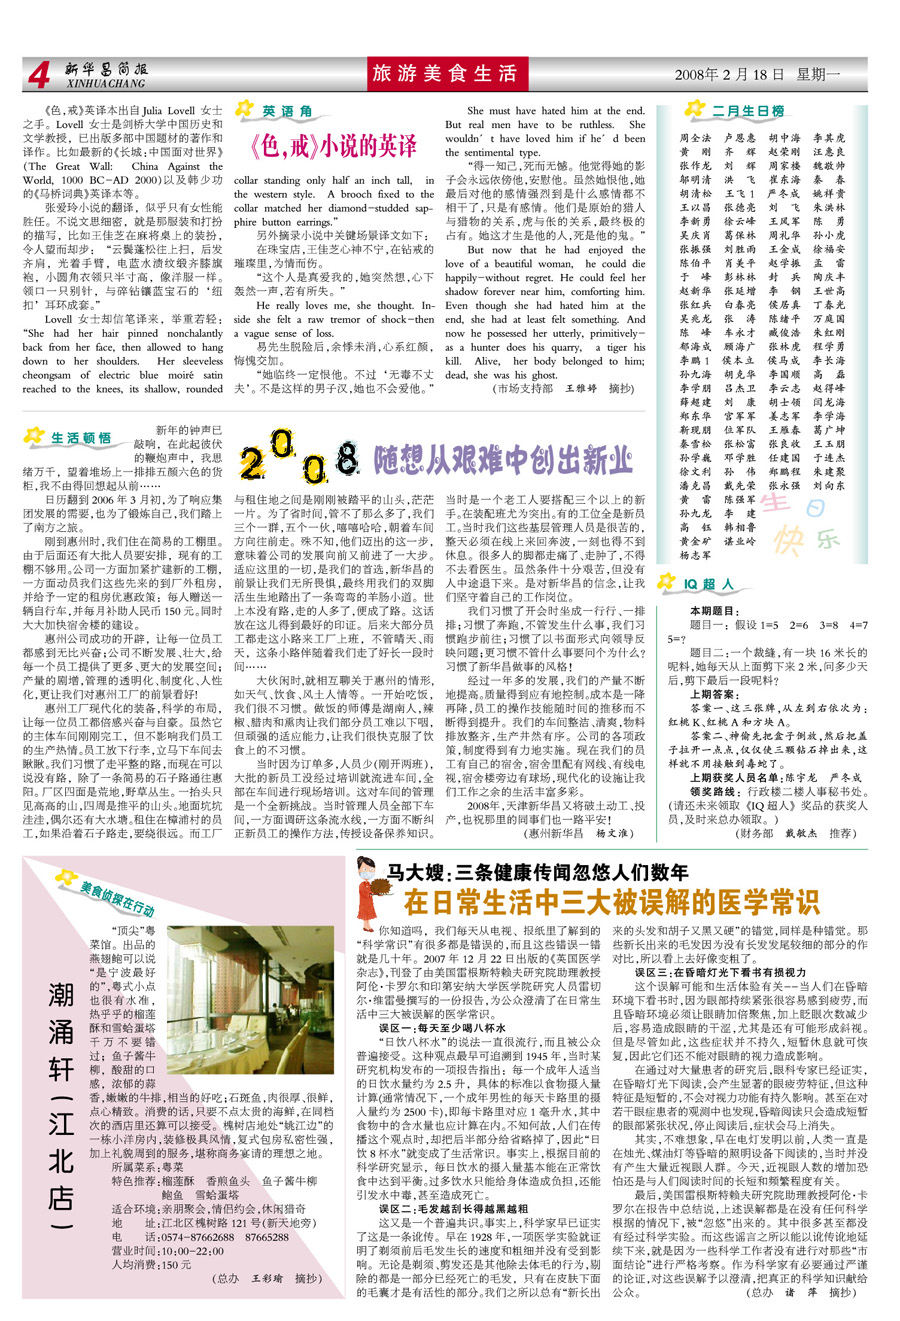 4
新华昌简报
XINHUACHANG
旅游美食生活
2008年2月18日 星期一
《色,戒》英译本出自 Julia Lovell 女士
之手。Lovell 女士是剑桥大学中国历史和
文学教授，已出版多部中国题材的著作和
译作。比如最新的《长城:中国面对世界》
(The Great Wall: China Against the
World, 1000 BC-AD 2000)以及韩少功
的《马桥词典》英译本等。
张爱玲小说的翻译，似乎只有女性能
胜任。不说文思细密，就是那服装和打扮
的描写，比如王佳芝在麻将桌上的装扮，
令人望而却步: “云鬓蓬松往上扫，后发
齐肩，光着手臂，电蓝水渍纹缎齐膝旗
袍，小圆角衣领只半寸高，像洋服一样。
领口一只别针，与碎钻镶蓝宝石的‘纽
扣’耳环成套。”
Lovell 女士却信笔译来，举重若轻:
“She had her hair pinned nonchalantly
back from her face, then allowed to hang
down to her shoulders. Her sleeveless
cheongsam of electric blue moiré satin
reached to the knees, its shallow, rounded
英语角
《色,戒》小说的英译
collar standing only half an inch tall, in
the western style. A brooch fixed to the
collar matched her diamond-studded sap-
phire button earrings.”
另外摘录小说中关键场景译文如下:
在珠宝店,王佳芝心神不宁,在钻戒的
璀璨里,为情而伤。
“这个人是真爱我的,她突然想,心下
轰然一声,若有所失。”
He really loves me, she thought. In-
side she felt a raw tremor of shock-then
a vague sense of loss.
易先生脱险后,余悸未消,心系红颜,
悔愧交加。
“她临终一定恨他。不过‘无毒不丈
夫’。不是这样的男子汉,她也不会爱他。”
She must have hated him at the end.
But real men have to be ruthless. She
wouldn´t have loved him if he´d been
the sentimental type.
“得一知己,死而无憾。他觉得她的影
子会永远依傍他,安慰他。虽然她恨他,她
最后对他的感情强烈到是什么感情都不
相干了,只是有感情。他们是原始的猎人
与猎物的关系,虎与伥的关系,最终极的
占有。她这才生是他的人,死是他的鬼。”
But now that he had enjoyed the
love of a beautiful woman, he could die
happily-without regret. He could feel her
shadow forever near him, comforting him.
Even though she had hated him at the
end, she had at least felt something. And
now he possessed her utterly, primitively-
as a hunter does his quarry, a tiger his
kill. Alive, her body belonged to him;
dead, she was his ghost.
(市场支持部 王雅婷 摘抄)
二月生日榜
周全法 卢恩惠 胡中海 李其虎
黄刚 齐辉 赵荣刚 汪惠良
张作龙 刘辉 周家楼 魏敬帅
邬明清 洪飞 崔东海 秦春
胡清松 王飞1 严冬成 姚祥贵
王以昌 张德亮 刘飞 朱洪林
李新勇 徐云峰 王凤军 陈勇
吴庆肖 葛保林 周礼华 孙小虎
张振强 刘胜雨 王金成 徐福安
陈伯平 肖美平 赵学振 孟雷
于峰 彭林林 封兵 陶庆丰
赵新华 张延增 李钢 王世高
张红兵 白春亮 侯居真 丁春光
吴兆龙 张涛 陈绪平 万庭国
陈峰 车永才 臧俊浩 朱红刚
郁海成 顾海广 张林虎 程学勇
李鹏1 侯本立 侯马成 李长海
孙九海 胡克华 李国顺 高磊
李学朋 吕杰卫 李云志 赵得峰
薛超建 刘康 胡士领 闫龙海
郑东华 宫军军 姜志军 李学海
靳现朋 位军队 王雁春 葛广坤
秦雪松 张松富 张良收 王玉朋
孙学巍 邓学胜 任建国 于连杰
徐文利 孙伟 郑鹏程 朱建聚
潘克昌 戴先荣 张永强 刘向东
黄雷 陈强军
孙九龙 李建
高钰 韩相鲁
黄金矿 谌业岭
杨志军
生日
快乐
生活顿悟
2008 随想从艰难中创出新业
新年的钟声已
敲响，在此起彼伏
的鞭炮声中，我思
绪万千，望着堆场上一排排五颜六色的货
柜,我不由得回想起从前……
日历翻到 2006 年 3 月初,为了响应集
团发展的需要,也为了锻炼自己,我们踏上
了南方之旅。
刚到惠州时,我们住在简易的工棚里。
由于后面还有大批人员要安排，现有的工
棚不够用。公司一方面加紧扩建新的工棚,
一方面动员我们这些先来的到厂外租房,
并给予一定的租房优惠政策; 每人赠送一
辆自行车,并每月补助人民币 150 元。同时
大大加快宿舍楼的建设。
惠州公司成功的开辟，让每一位员工
都感到无比兴奋;公司不断发展、壮大,给
每一个员工提供了更多、更大的发展空间;
产量的剧增,管理的透明化、制度化、人性
化,更让我们对惠州工厂的前景看好!
惠州工厂现代化的装备,科学的布局,
让每一位员工都倍感兴奋与自豪。虽然它
的主体车间刚刚完工，但不影响我们员工
的生产热情。员工放下行李,立马下车间去
瞅瞅。我们习惯了走平整的路,而现在可以
说没有路，除了一条简易的石子路通往惠
阳。厂区四面是荒地,野草丛生。一抬头只
见高高的山,四周是推平的山头。地面坑坑
洼洼,偶尔还有大水塘。租住在樟浦村的员
工,如果沿着石子路走,要绕很远。而工厂
与租住地之间是刚刚被踏平的山头,茫茫
一片。为了省时间,管不了那么多了,我们
三个一群,五个一伙,嘻嘻哈哈,朝着车间
方向往前走。殊不知,他们迈出的这一步,
意味着公司的发展向前又前进了一大步。
适应这里的一切,是我们的首选,新华昌的
前景让我们无所畏惧,最终用我们的双脚
活生生地踏出了一条弯弯的羊肠小道。世
上本没有路,走的人多了,便成了路。这话
放在这儿得到最好的印证。后来大部分员
工都走这小路来工厂上班，不管晴天、雨
天，这条小路伴随着我们走了好长一段时
间……
大伙闲时,就相互聊关于惠州的情形,
如天气、饮食、风土人情等。一开始吃饭,
我们很不习惯。做饭的师傅是湖南人,辣
椒、腊肉和熏肉让我们部分员工难以下咽,
但顽强的适应能力,让我们很快克服了饮
食上的不习惯。
当时因为订单多,人员少(刚开两班),
大批的新员工没经过培训就流进车间,全
部在车间进行现场培训。这对车间的管理
是一个全新挑战。当时管理人员全部下车
间,一方面调研这条流水线,一方面不断纠
正新员工的操作方法,传授设备保养知识。
当时是一个老工人要搭配三个以上的新
手。在装配班尤为突出。有的工位全是新员
工。当时我们这些基层管理人员是很苦的,
整天必须在线上来回奔波,一刻也得不到
休息。很多人的脚都走痛了、走肿了,不得
不去看医生。虽然条件十分艰苦,但没有
人中途退下来。是对新华昌的信念,让我
们坚守着自己的工作岗位。
我们习惯了开会时坐成一行行、一排
排;习惯了奔跑,不管发生什么事,我们习
惯跑步前往;习惯了以书面形式向领导反
映问题;更习惯不管什么事要问个为什么?
习惯了新华昌做事的风格!
经过一年多的发展,我们的产量不断
地提高。质量得到应有地控制。成本是一降
再降,员工的操作技能随时间的推移而不
断得到提升。我们的车间整洁、清爽,物料
排放整齐,生产井然有序。公司的各项政
策,制度得到有力地实施。现在我们的员
工有自己的宿舍,宿舍里配有网线、有线电
视,宿舍楼旁边有球场,现代化的设施让我
们工作之余的生活丰富多彩。
2008年,天津新华昌又将破土动工、投
产,也祝那里的同事们也一路平安!
(惠州新华昌 杨文淮)
IQ超人
本期题目:
题目一: 假设 1=5 2=6 3=8 4=7
5=?
题目二:一个裁缝,有一块 16 米长的
呢料,她每天从上面剪下来 2 米,问多少天
后,剪下最后一段呢料?
上期答案:
答案一、这三张牌,从左到右依次为:
红桃 K、红桃 A 和方块 A。
答案二、神偷先把盒子倒放,然后把盖
子拉开一点点,仅仅使三颗钻石掉出来,这
样就不用接触到毒蛇了。
上期获奖人员名单:陈宇龙 严冬成
领奖路线: 行政楼二楼人事秘书处。
(请还未来领取《IQ超人》奖品的获奖人
员,及时来总办领取。)
(财务部 戴敏杰 推荐)
美食侦探在行动
潮涌轩(江北店)
“顶尖”粤
菜馆。出品的
燕翅鲍可以说
“是宁波最好
的”,粤式小点
也很有水准,
热乎乎的榴莲
酥和雪蛤蛋塔
千万不要错
过; 鱼子酱牛
柳，酸甜的口
感，浓郁的蒜
香,嫩嫩的牛排,相当的好吃;石斑鱼,肉很厚,很鲜,
点心精致。消费的话,只要不点太贵的海鲜,在同档
次的酒店里还算可以接受。槐树店地处“姚江边”的
一栋小洋房内,装修极具风情,复式包房私密性强,
加上礼貌周到的服务,堪称商务宴请的理想之地。
所属菜系:粤菜
特色推荐:榴莲酥 香煎鱼头 鱼子酱牛柳
鲍鱼 雪蛤蛋塔
适合环境:亲朋聚会,情侣约会,休闲猎奇
地 址:江北区槐树路 121 号(新天地旁)
电 话:0574-87662688 87665288
营业时间:10:00-22:00
人均消费:150 元
(总办 王彩瑜 摘抄)
马大嫂:三条健康传闻忽悠人们数年
在日常生活中三大被误解的医学常识
你知道吗，我们每天从电视、报纸里了解到的
“科学常识”有很多都是错误的,而且这些错误一错
就是几十年。2007 年 12 月 22 日出版的《英国医学
杂志》,刊登了由美国雷根斯特赖夫研究院助理教授
阿伦·卡罗尔和印第安纳大学医学院研究人员雷切
尔·维雷曼撰写的一份报告,为公众澄清了在日常生
活中三大被误解的医学常识。
误区一:每天至少喝八杯水
“日饮八杯水”的说法一直很流行,而且被公众
普遍接受。这种观点最早可追溯到 1945 年,当时某
研究机构发布的一项报告指出: 每一个成年人适当
的日饮水量约为 2.5 升，具体的标准以食物摄入量
计算(通常情况下,一个成年男性的每天卡路里的摄
入量约为 2500 卡),即每卡路里对应 1 毫升水,其中
食物中的含水量也应计算在内。不知何故,人们在传
播这个观点时,却把后半部分给省略掉了,因此“日
饮 8 杯水”就变成了生活常识。事实上,根据目前的
科学研究显示，每日饮水的摄入量基本能在正常饮
食中达到平衡。过多饮水只能给身体造成负担,还能
引发水中毒,甚至造成死亡。
误区二:毛发越刮长得越黑越粗
这又是一个普遍共识。事实上,科学家早已证实
了这是一条讹传。早在 1928 年,一项医学实验就证
明了剃须前后毛发生长的速度和粗细并没有受到影
响。无论是剃须、剪发还是其他除去体毛的行为,剔
除的都是一部分已经死亡的毛发，只有在皮肤下面
的毛囊才是有活性的部分。我们之所以总有“新长出
来的头发和胡子又黑又硬”的错觉,同样是种错觉。那
些新长出来的毛发因为没有长发发尾较细的部分的作
对比,所以看上去好像变粗了。
误区三:在昏暗灯光下看书有损视力
这个误解可能和生活体验有关--当人们在昏暗
环境下看书时,因为眼部持续紧张很容易感到疲劳,而
且昏暗环境必须让眼睛加倍聚焦,加上眨眼次数减少
后,容易造成眼睛的干涩,尤其是还有可能形成斜视。
但是尽管如此,这些症状并不持久,短暂休息就可恢
复,因此它们还不能对眼睛的视力造成影响。
在通过对大量患者的研究后,眼科专家已经证实,
在昏暗灯光下阅读,会产生显著的眼疲劳特征,但这种
特征是短暂的,不会对视力功能有持久影响。甚至在对
若干眼症患者的观测中也发现,昏暗阅读只会造成短暂
的眼部紧张状况,停止阅读后,症状会马上消失。
其实,不难想象,早在电灯发明以前,人类一直是
在烛光、煤油灯等昏暗的照明设备下阅读的,当时并没
有产生大量近视眼人群。今天,近视眼人数的增加恐
怕还是与人们阅读时间的长短和频繁程度有关。
最后,美国雷根斯特赖夫研究院助理教授阿伦·卡
罗尔在报告中总结说,上述误解都是在没有任何科学
根据的情况下,被“忽悠”出来的。其中很多甚至都没
有经过科学实验。而这些谣言之所以能以讹传讹地延
续下来,就是因为一些科学工作者没有进行对那些“市
面结论”进行严格考察。作为科学家有必要通过严谨
的论证,对这些误解予以澄清,把真正的科学知识献给
公众。 (总办 诸萍 摘抄)